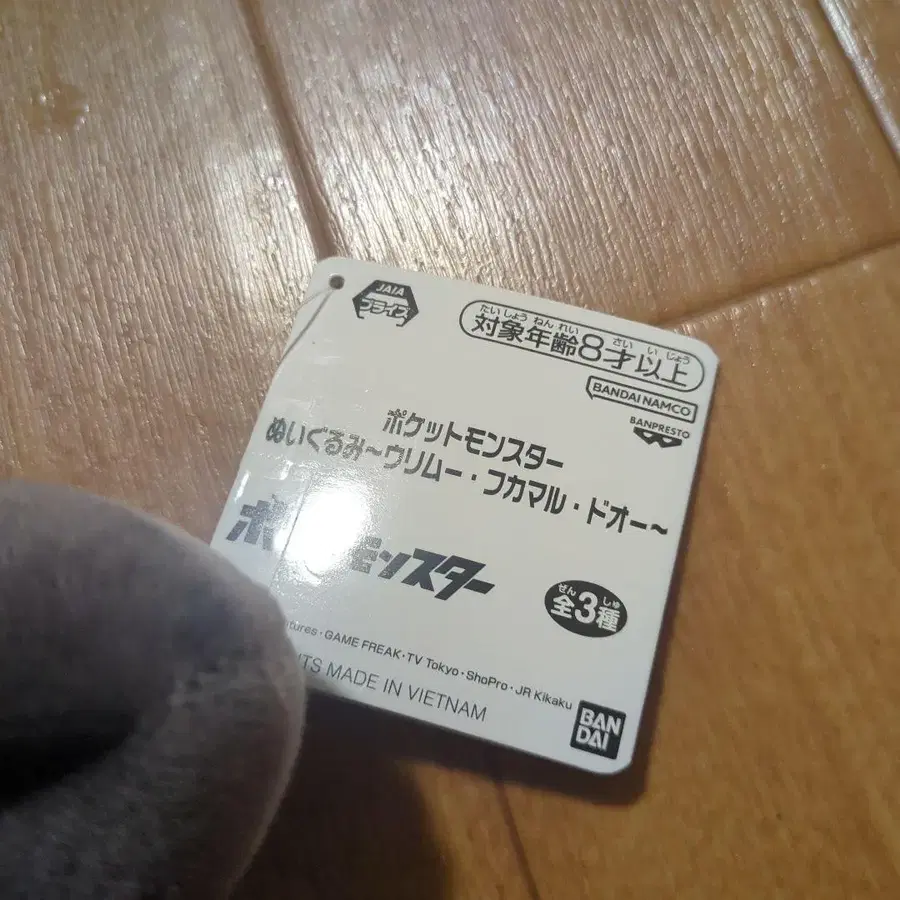 JAIA
プライズ
たいしょうねんれい さいいじょう
対象年齢8才以上
BANDAI NAMCO
BANPRESTO
ポケットモンスター
ぬいぐるみ～ウリムー・フカマル・ドオー～
ポ モンスター
ぜん しゅ
全3種
GAME FREAK・TV Tokyo・ShoPro・JR Kikaku
MADE IN VIETNAM
BAN
DAI